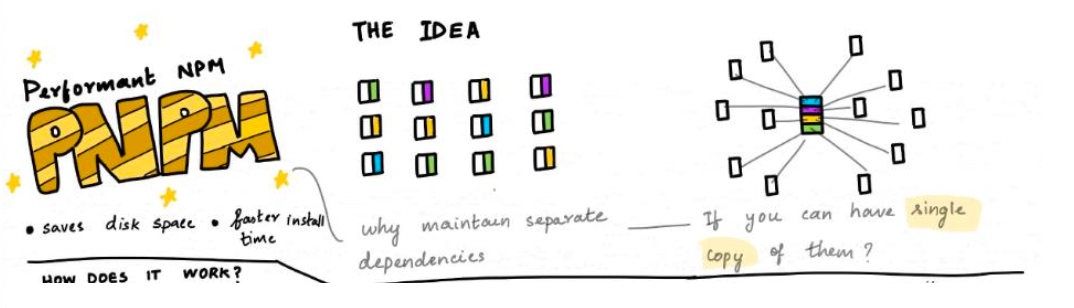 Performant NPM
PNPM
• saves disk space • faster install time
THE IDEA
why maintain separate dependencies
If you can have single copy of them?
HOW DOES IT WORK?